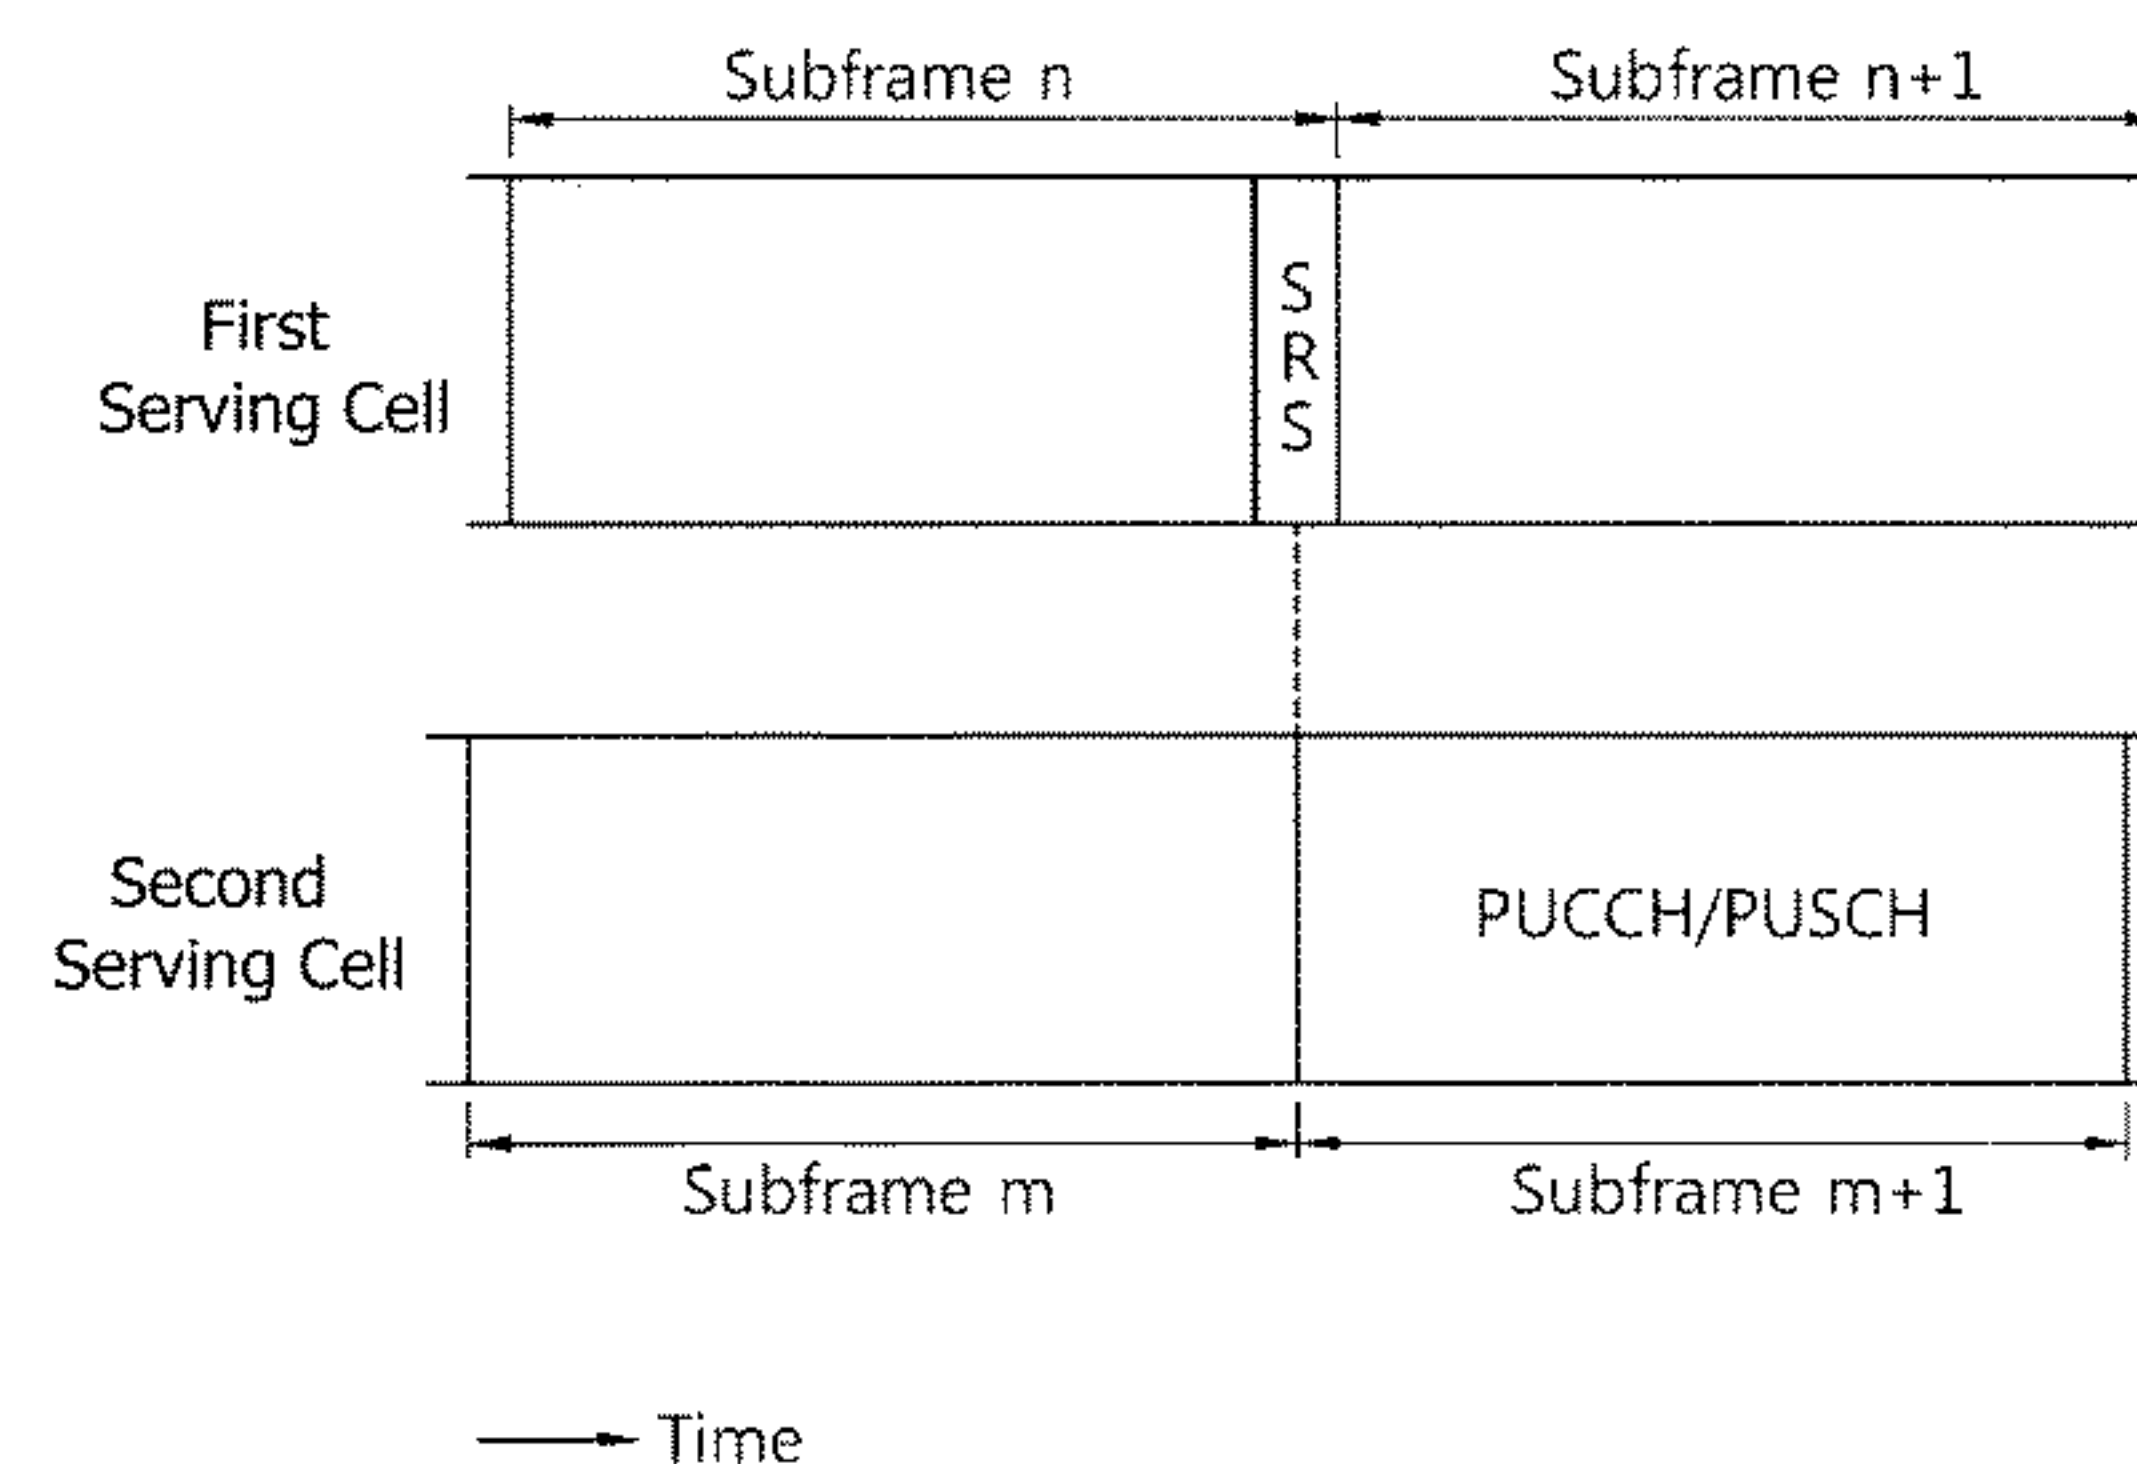 Subframe n
Subframe n+1
First
Serving Cell
S
R
S
Second
Serving Cell
PUCCH/PUSCH
Subframe m
Subframe m+1
Time